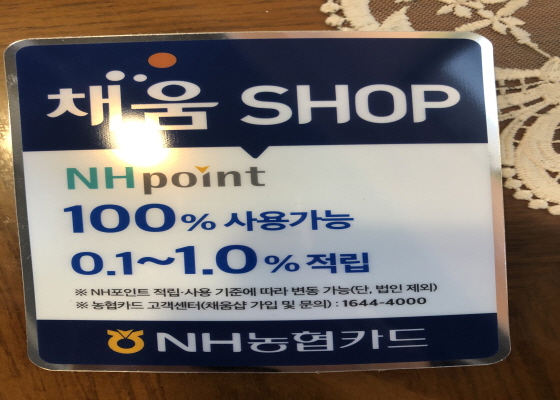 채움 SHOP
NHpoint
100% 사용가능
0.1~1.0% 적립
※ NH포인트 적립·사용 기준에 따라 변동 가능(단, 법인 제외)
※ 농협카드 고객센터(채움샵 가입 및 문의) : 1644-4000
NH농협카드